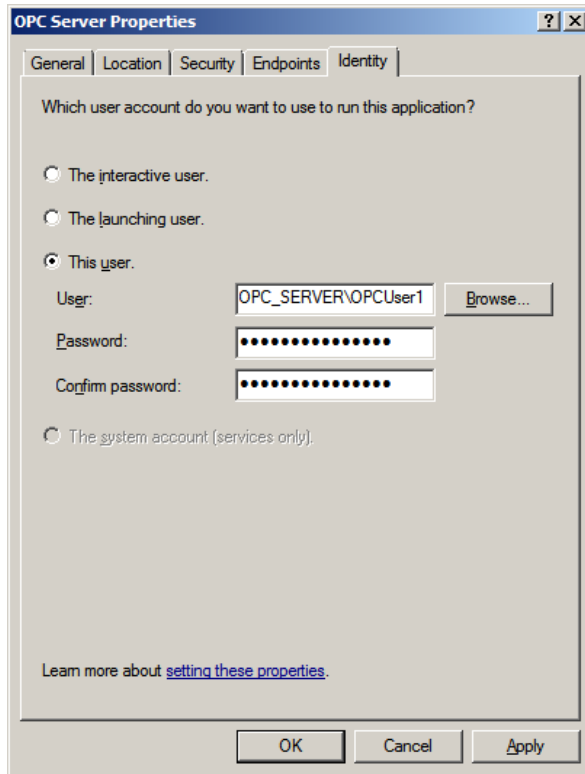 OPC Server Properties
General Location Security Endpoints Identity
Which user account do you want to use to run this application?
The interactive user.
The launching user.
This user.
User: OPC_SERVER\OPCUser1 Browse...
Password: ●●●●●●●●●●●●●●●
Confirm password: ●●●●●●●●●●●●●●●
The system account (services only).
Learn more about setting these properties.
OK Cancel Apply